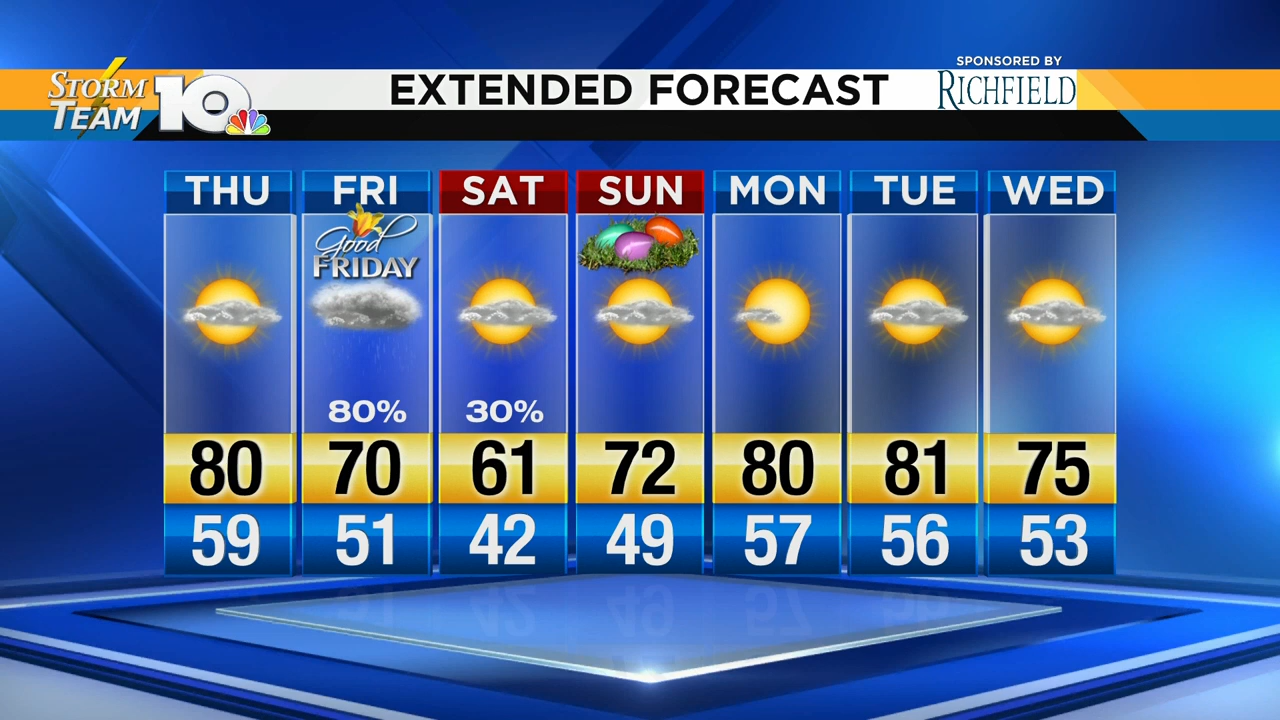 STORM
TEAM 10
EXTENDED FORECAST
SPONSORED BY
RICHFIELD
THU FRI SAT SUN MON TUE WED
Good
FRIDAY
80% 30%
80 70 61 72 80 81 75
59 51 42 49 57 56 53